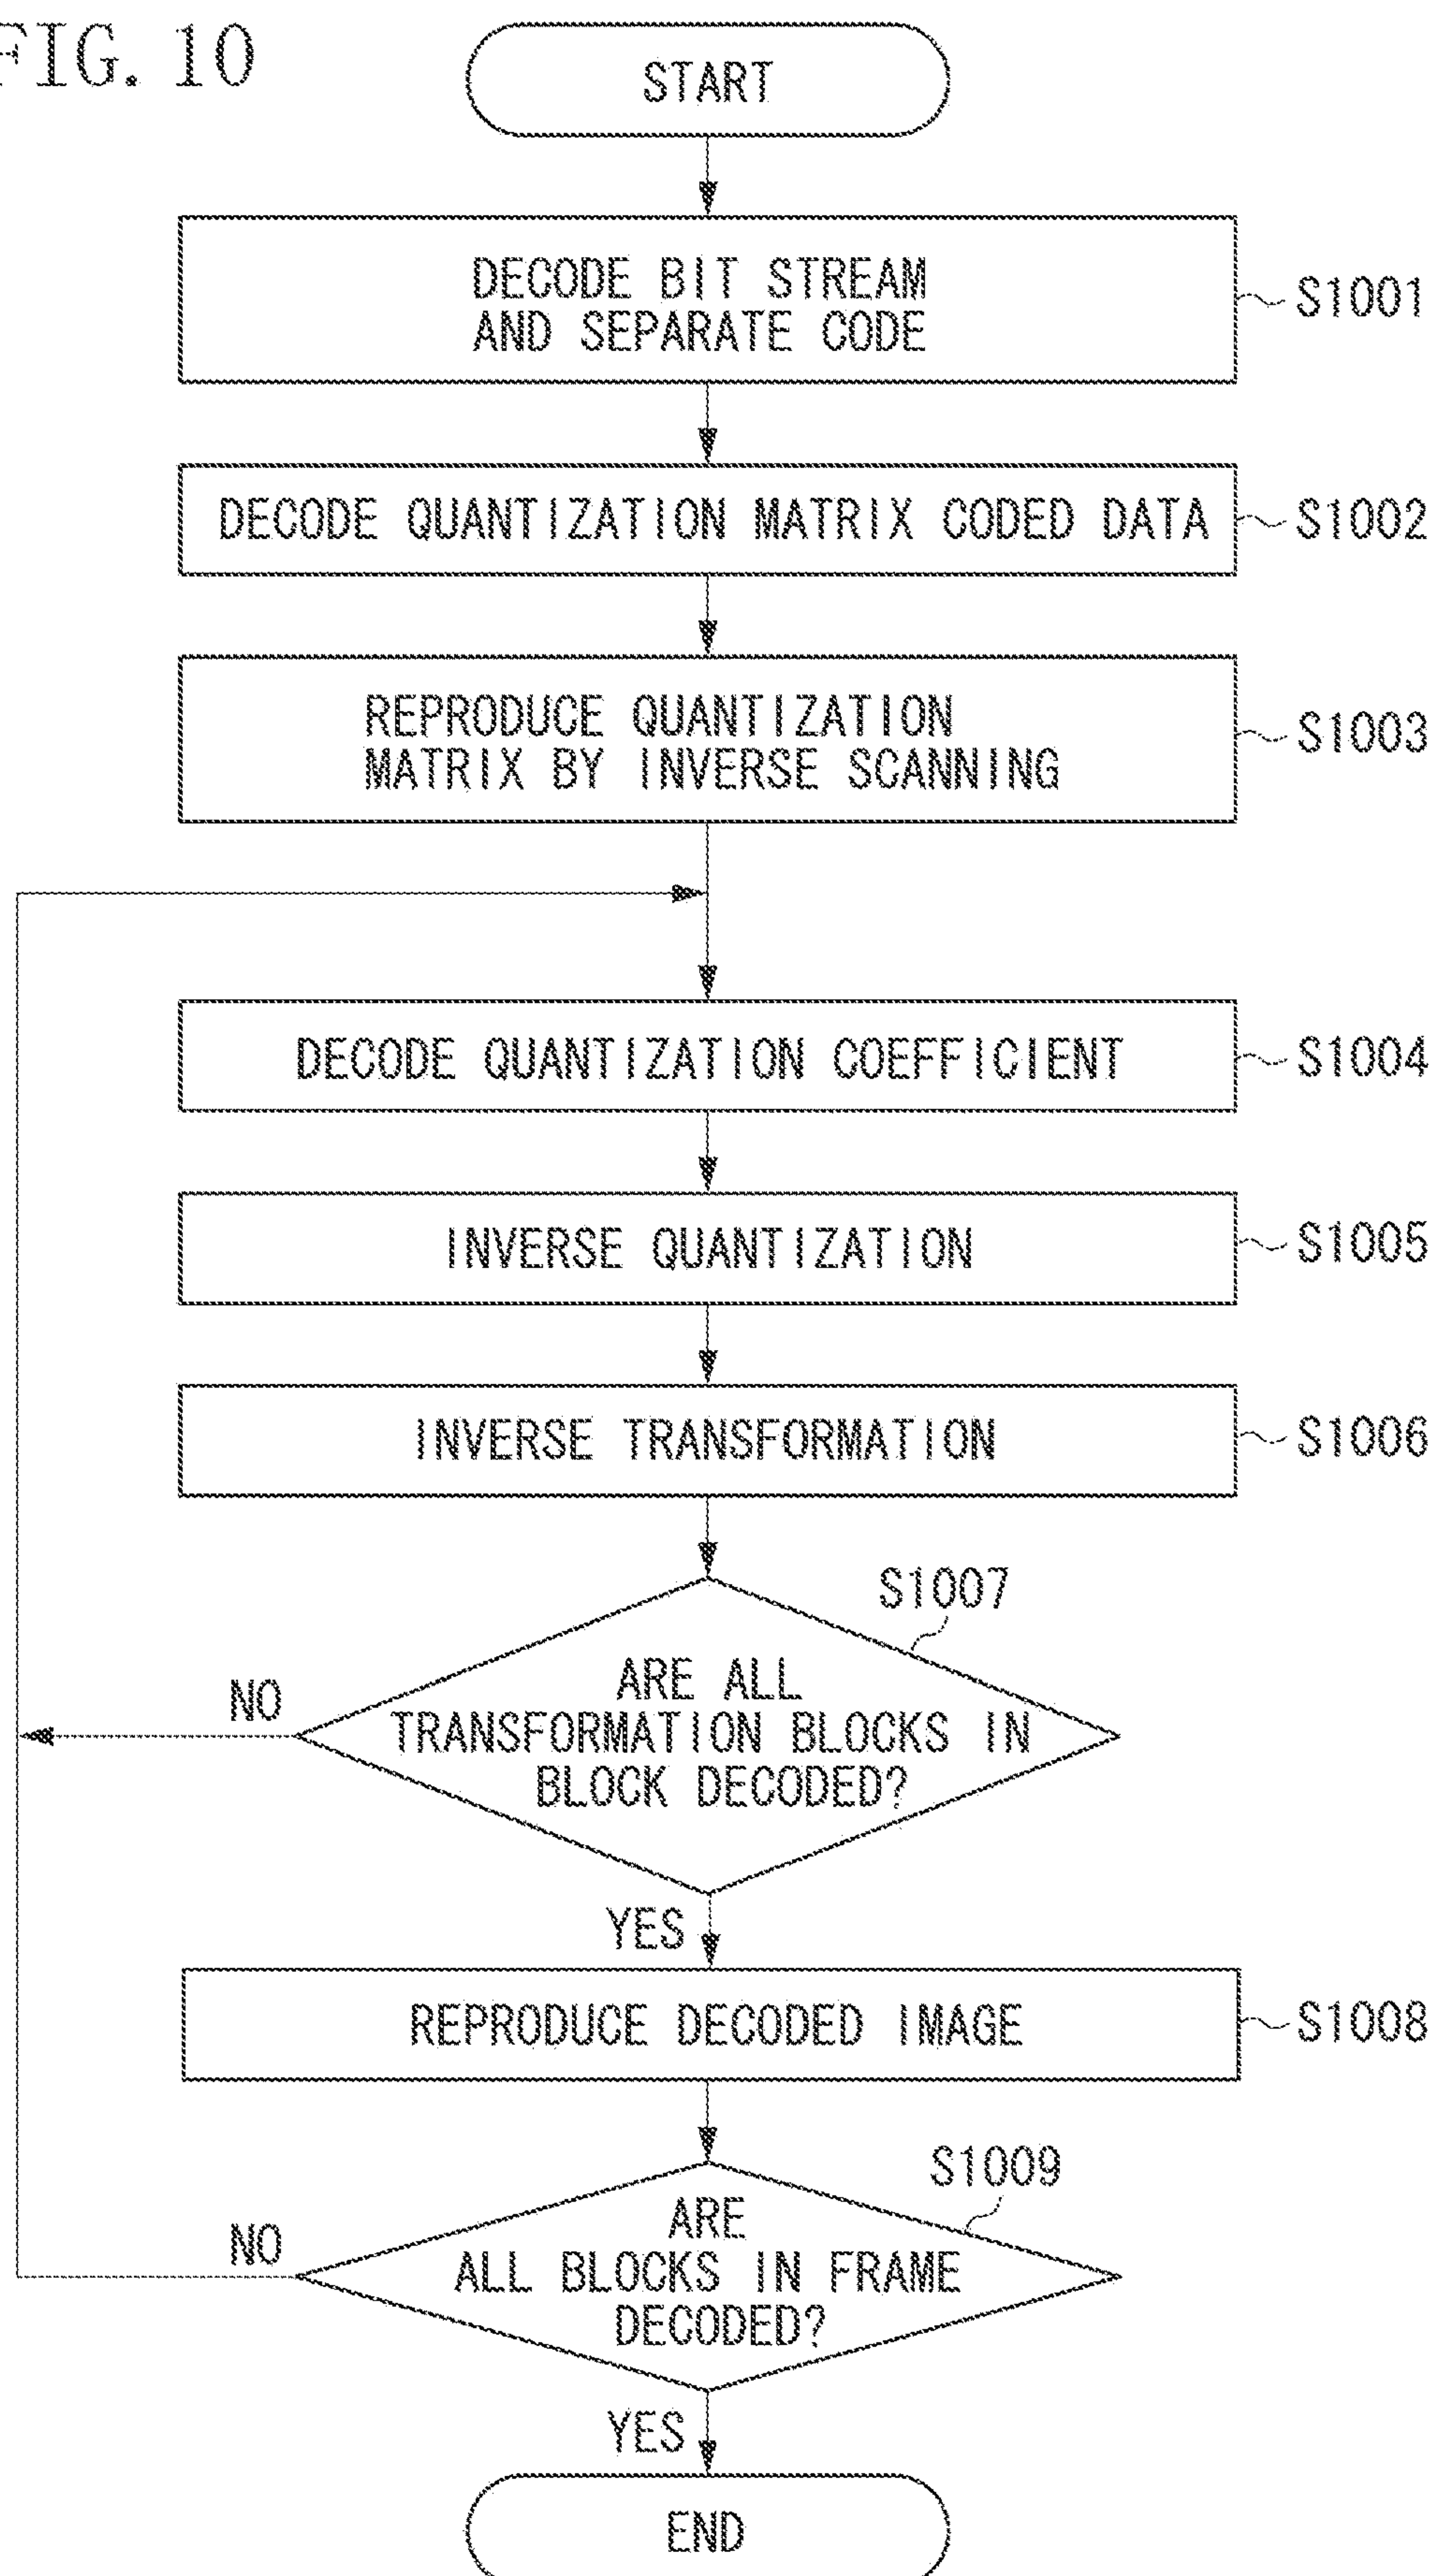 FIG. 10
START
DECODE BIT STREAM
AND SEPARATE CODE
S1001
DECODE QUANTIZATION MATRIX CODED DATA
S1002
REPRODUCE QUANTIZATION
MATRIX BY INVERSE SCANNING
S1003
DECODE QUANTIZATION COEFFICIENT
S1004
INVERSE QUANTIZATION
S1005
INVERSE TRANSFORMATION
S1006
S1007
ARE ALL
TRANSFORMATION BLOCKS IN
BLOCK DECODED?
NO
YES
REPRODUCE DECODED IMAGE
S1008
S1009
ARE
ALL BLOCKS IN FRAME
DECODED?
NO
YES
END